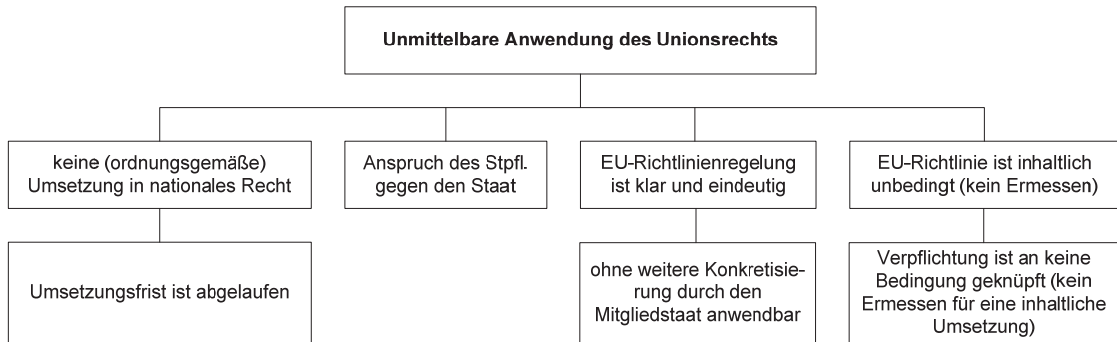 Unmittelbare Anwendung des Unionsrechts
keine (ordnungsgemäße)
Umsetzung in nationales Recht
Anspruch des Stpfl.
gegen den Staat
EU-Richtlinienregelung
ist klar und eindeutig
EU-Richtlinie ist inhaltlich
unbedingt (kein Ermessen)
Umsetzungsfrist ist abgelaufen
ohne weitere Konkretisie-
rung durch den
Mitgliedstaat anwendbar
Verpflichtung ist an keine
Bedingung geknüpft (kein
Ermessen für eine inhaltliche
Umsetzung)